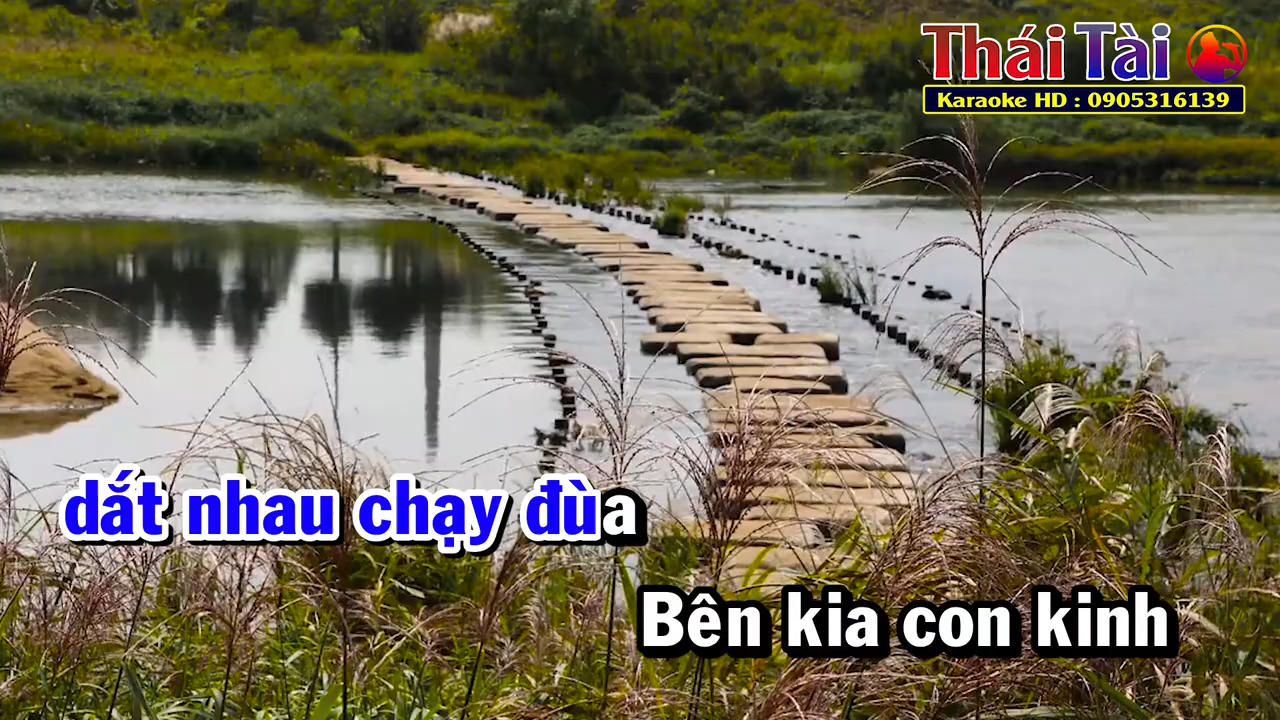 Thái Tài
Karaoke HD : 0905316139
dắt nhau chạy đùa
Bên kia con kinh